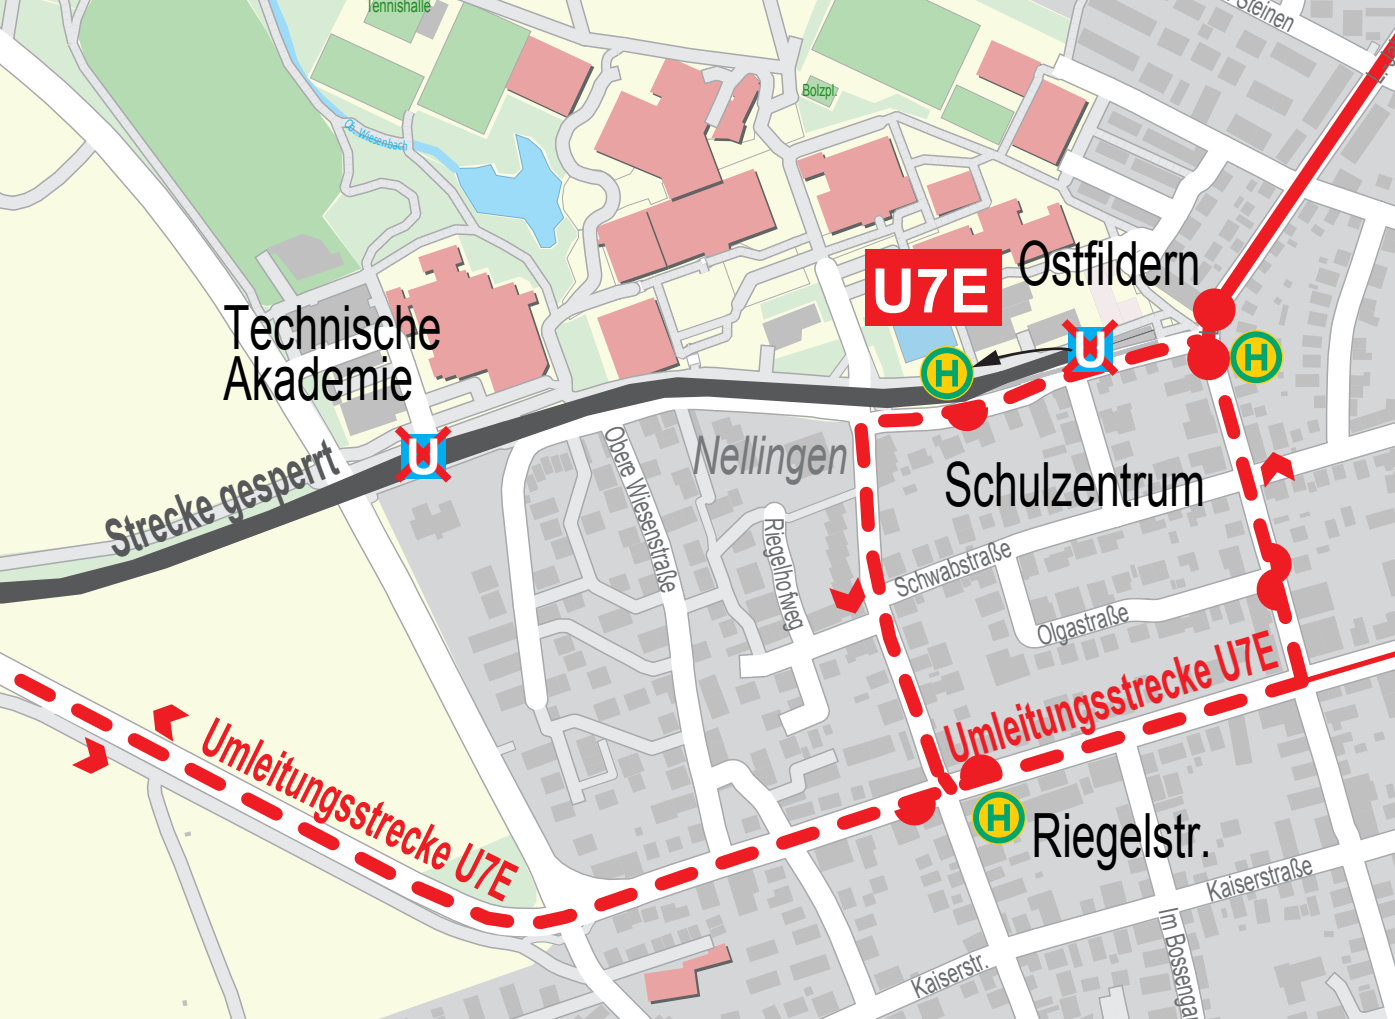 Tennishalle
Steinen
Bolzpl.
Ob. Wiesenbach
U7E
Ostfildern
Technische
Akademie
H
U
H
U
Nellingen
Strecke gesperrt
Obere Wiesenstraße
Schulzentrum
Riegelhofweg
Schwabstraße
Olgastraße
Umleitungsstrecke U7E
Umleitungsstrecke U7E
H
Riegelstr.
Kaiserstraße
Kaiserstr.
Im Bossengar